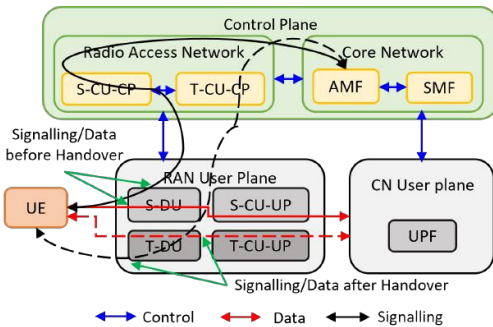 Control Plane
Radio Access Network
Core Network
S-CU-CP
T-CU-CP
AMF
SMF
Signalling/Data
before Handover
RAN User Plane
CN User plane
UE
S-DU
S-CU-UP
T-DU
T-CU-UP
UPF
Signalling/Data after Handover
Control
Data
Signalling